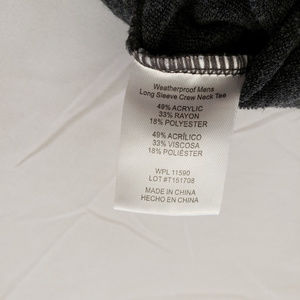 Weatherproof Mens
Long Sleeve Crew Neck Tee
49% ACRYLIC
33% RAYON
18% POLYESTER
49% ACRÍLICO
33% VISCOSA
18% POLIÉSTER
WPL 11590
LOT #T151708
MADE IN CHINA
HECHO EN CHINA